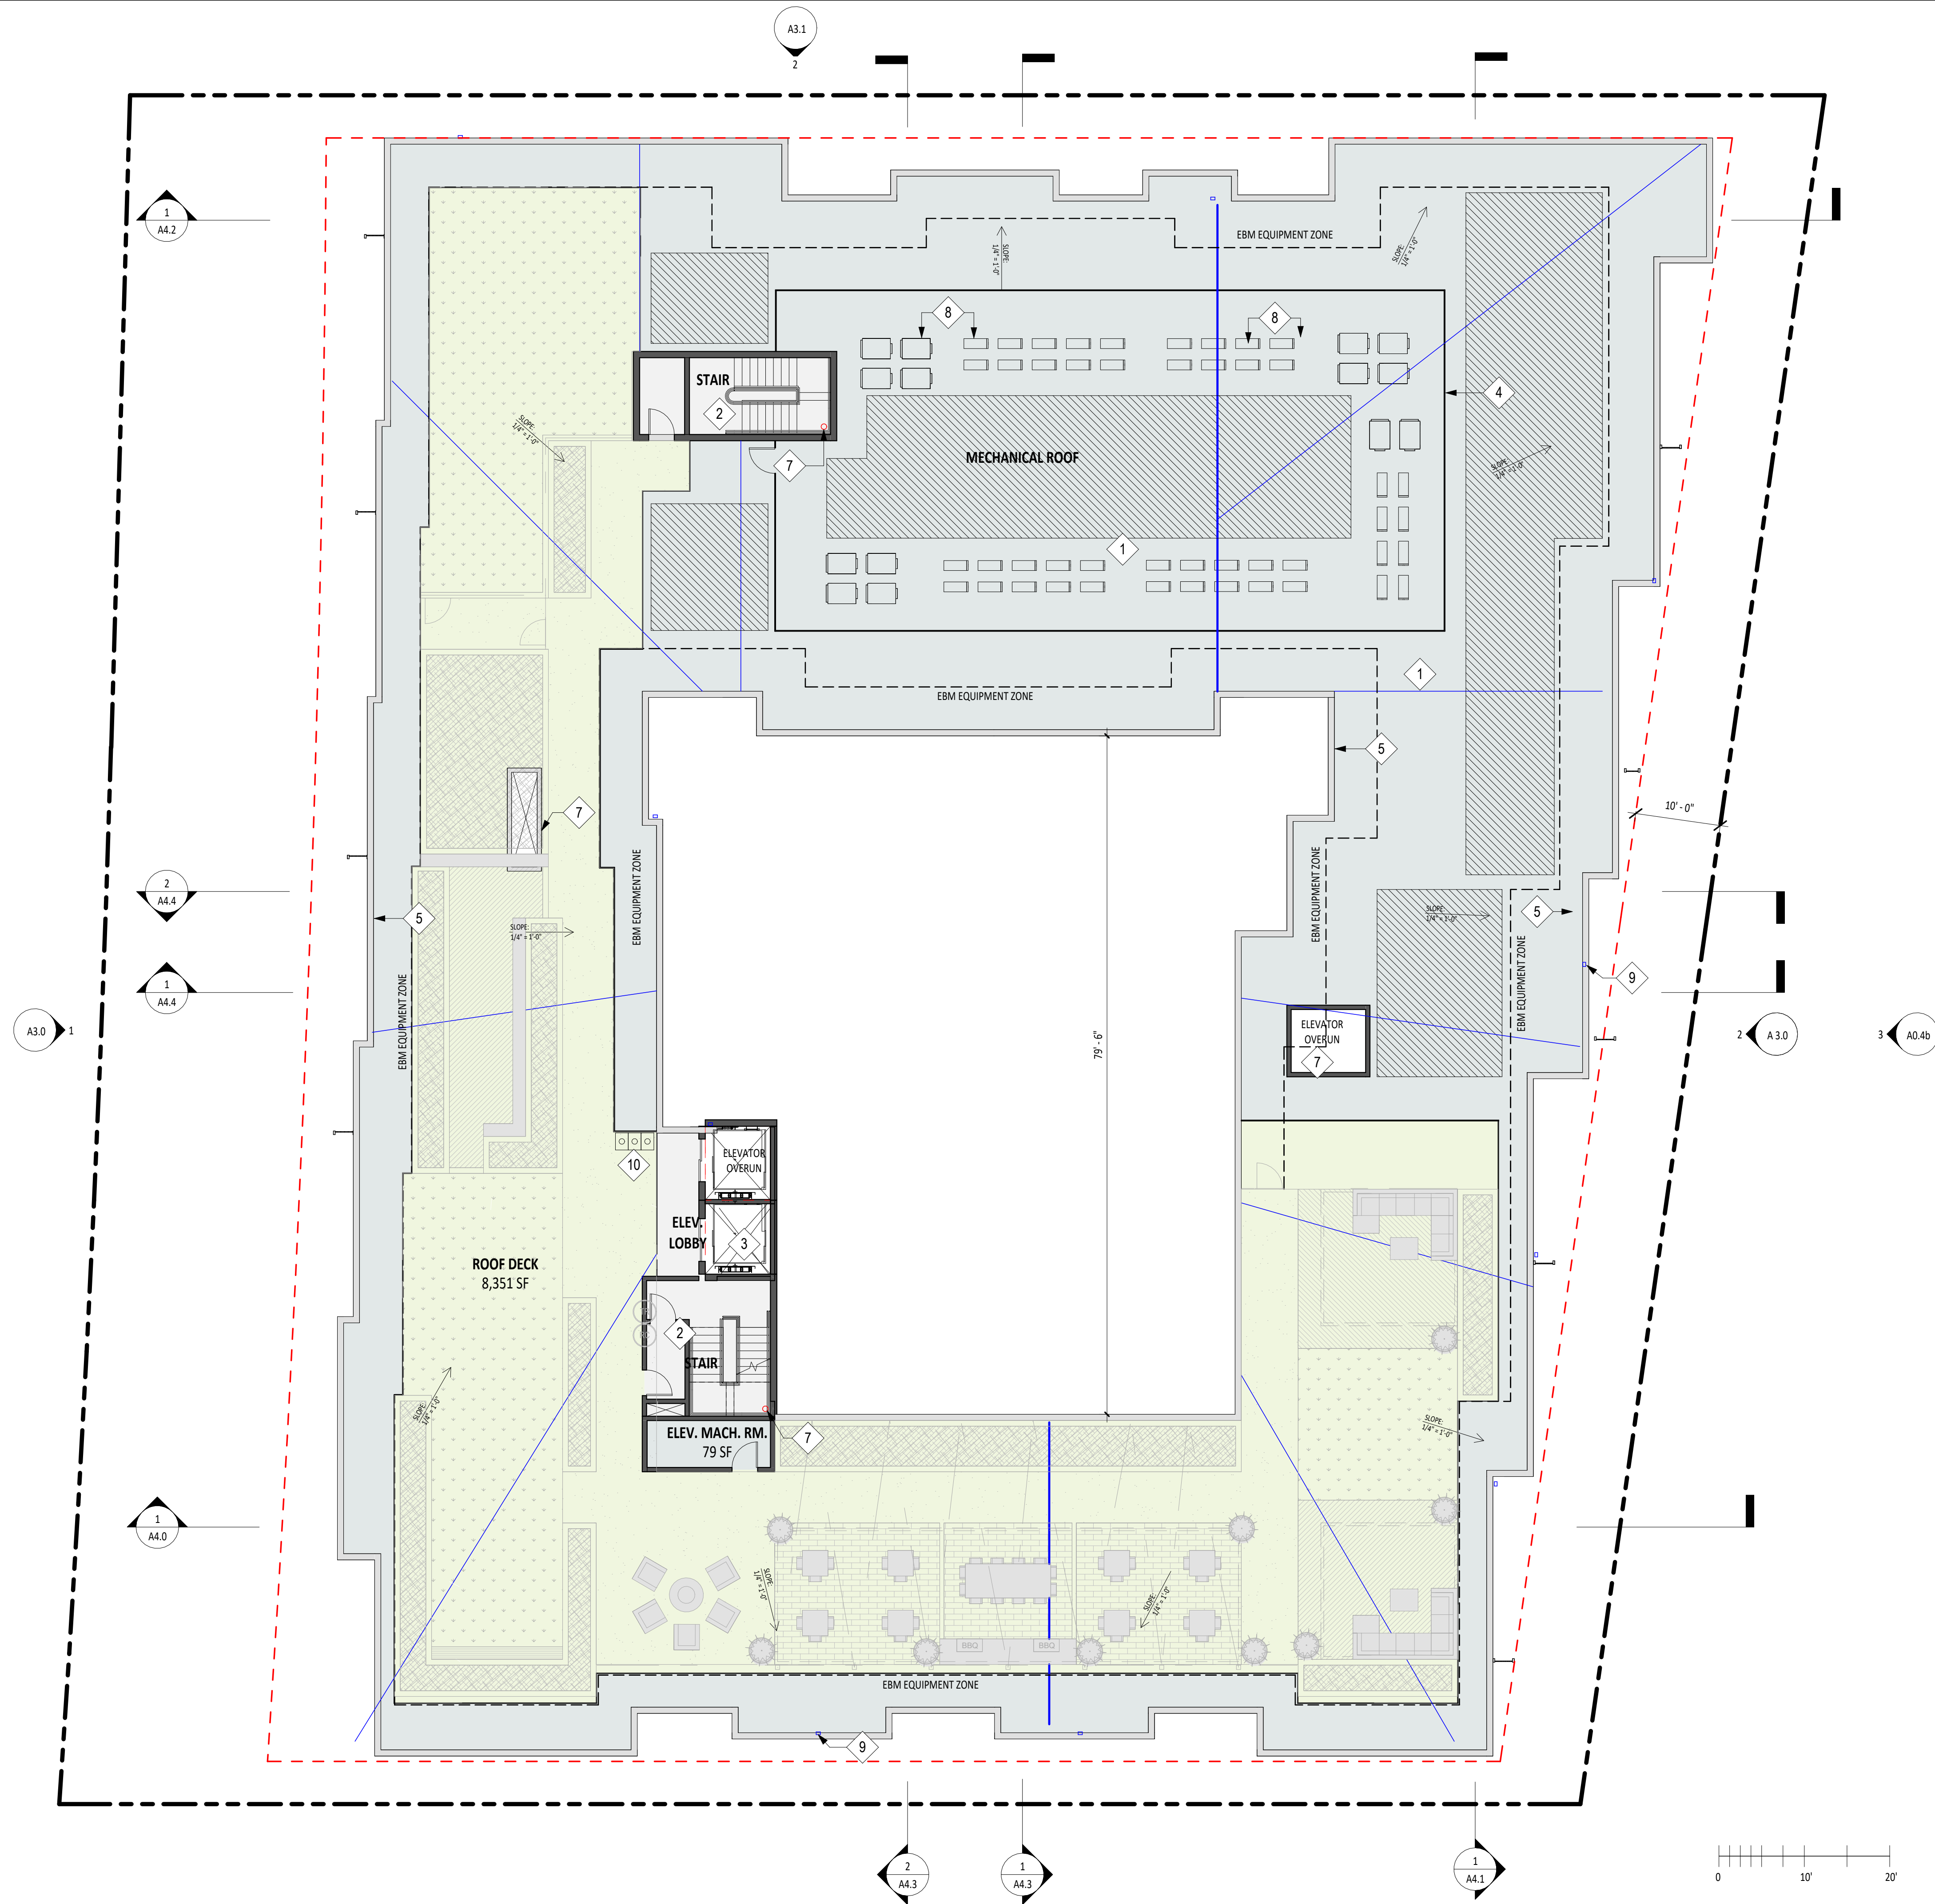 A3.1
2
1
A4.2
EBM EQUIPMENT ZONE
SLOPE:
1/4" = 1'-0"
SLOPE:
1/4" = 1'-0"
8
8
STAIR
2
4
SLOPE:
1/4" = 1'-0"
7
MECHANICAL ROOF
SLOPE:
1/4" = 1'-0"
1
1
EBM EQUIPMENT ZONE
5
7
10' - 0"
EBM EQUIPMENT ZONE
EBM EQUIPMENT ZONE
2
A4.4
5
SLOPE:
1/4" = 1'-0"
SLOPE:
1/4" = 1'-0"
5
EBM EQUIPMENT ZONE
EBM EQUIPMENT ZONE
9
1
A4.4
A3.0
1
79' - 6"
ELEVATOR
OVERUN
7
2
A 3.0
3
A0.4b
10
ELEVATOR
OVERUN
ELEV.
LOBBY
3
ROOF DECK
8,351 SF
2
STAIR
SLOPE:
1/4" = 1'-0"
SLOPE:
1/4" = 1'-0"
ELEV. MACH. RM.
79 SF
7
1
A4.0
SLOPE:
1/4" = 1'-0"
SLOPE:
1/4" = 1'-0"
BBQ
BBQ
EBM EQUIPMENT ZONE
9
2
A4.3
1
A4.3
1
A4.1
0
10'
20'